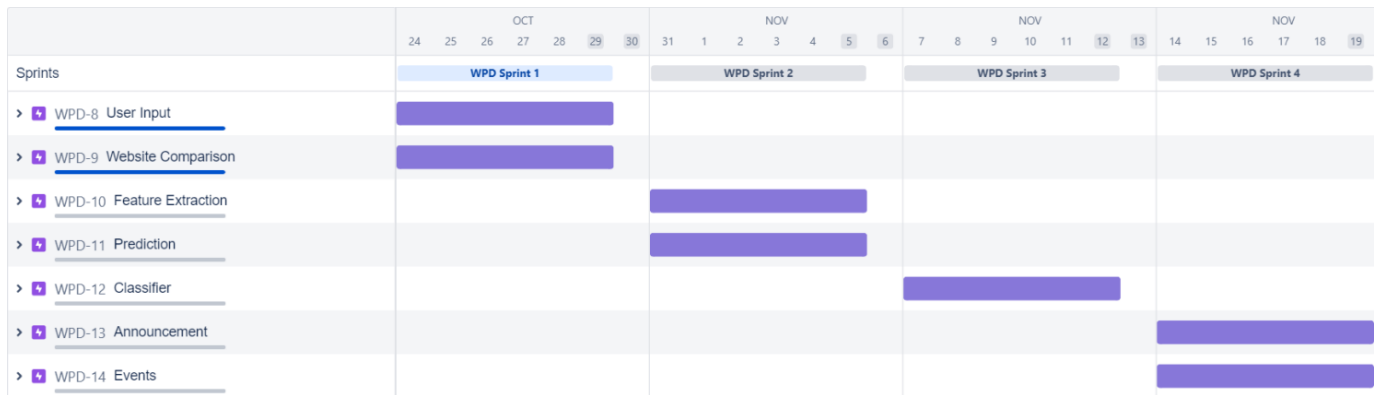 OCT NOV NOV NOV
24 25 26 27 28 29 30 31 1 2 3 4 5 6 7 8 9 10 11 12 13 14 15 16 17 18 19
Sprints WPD Sprint 1 WPD Sprint 2 WPD Sprint 3 WPD Sprint 4
WPD-8 User Input
WPD-9 Website Comparison
WPD-10 Feature Extraction
WPD-11 Prediction
WPD-12 Classifier
WPD-13 Announcement
WPD-14 Events